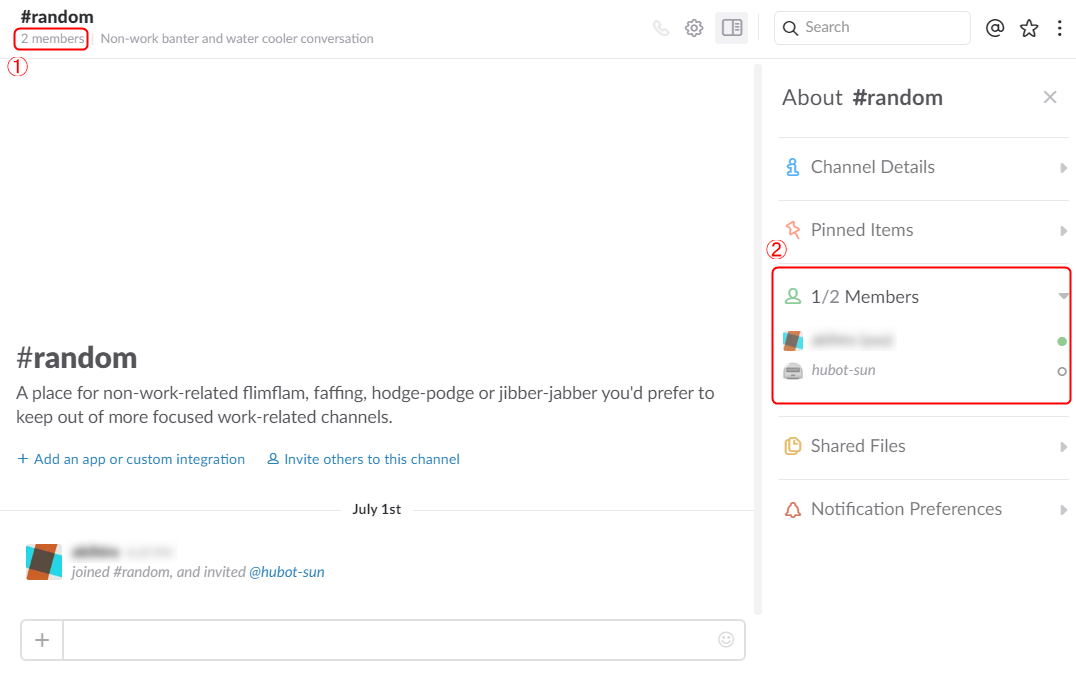 #random
2 members
Non-work banter and water cooler conversation
Search
①
About #random
Channel Details
Pinned Items
②
1/2 Members
hubot-sun
Shared Files
Notification Preferences
#random
A place for non-work-related flimflam, faffing, hodge-podge or jibber-jabber you'd prefer to
keep out of more focused work-related channels.
+ Add an app or custom integration
Invite others to this channel
July 1st
joined #random, and invited @hubot-sun